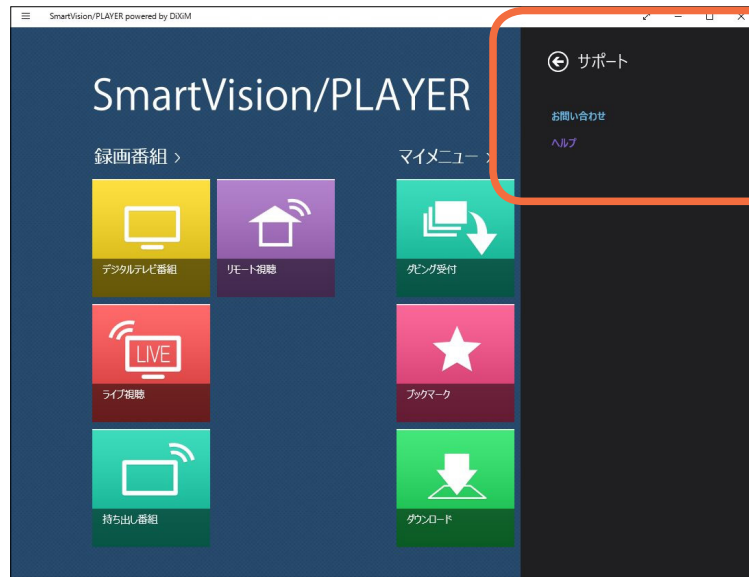 SmartVision/PLAYER powered by DiXiM
SmartVision/PLAYER
録画番組
デジタルテレビ番組
リモート視聴
LIVE
ライブ視聴
持ち出し番組
マイメニュー
ダビング受付
ブックマーク
ダウンロード
サポート
お問い合わせ
ヘルプ